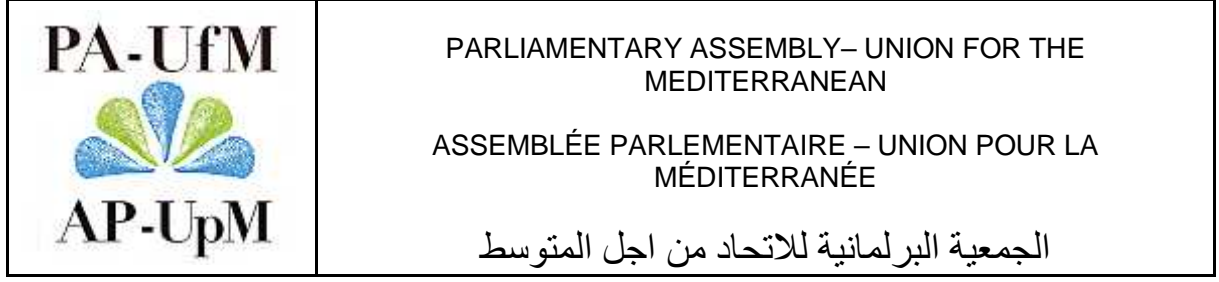 PA-UfM
AP-UpM
PARLIAMENTARY ASSEMBLY– UNION FOR THE
MEDITERRANEAN
ASSEMBLÉE PARLEMENTAIRE – UNION POUR LA
MÉDITERRANÉE
الجمعية البرلمانية للاتحاد من اجل المتوسط